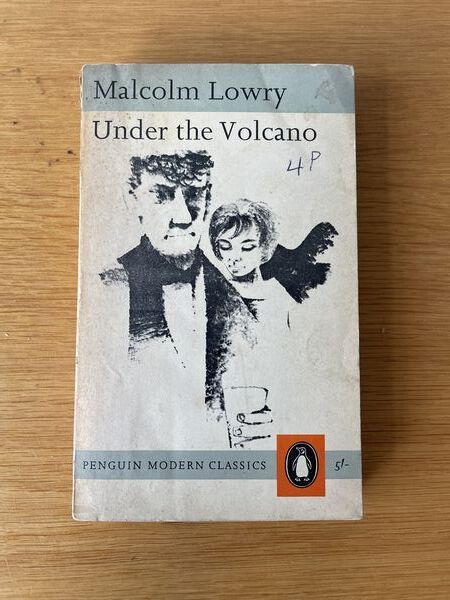 Malcolm Lowry
Under the Volcano
4P
PENGUIN MODERN CLASSICS
5/-